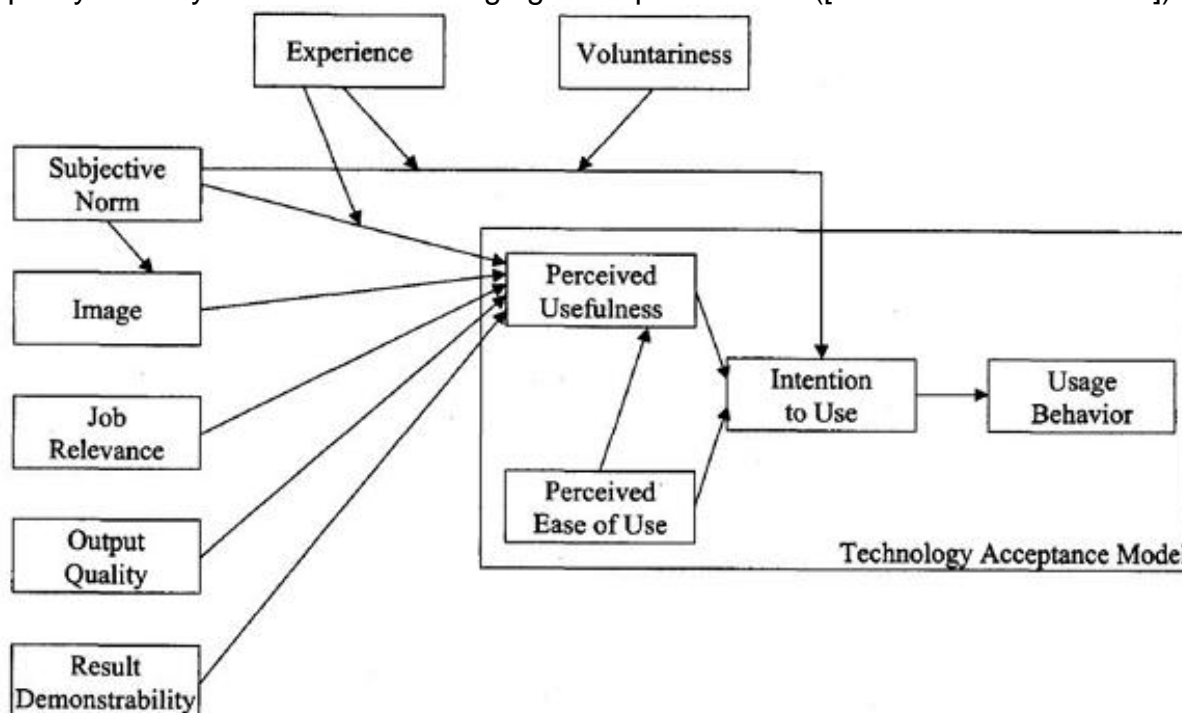 Experience
Voluntariness
Subjective
Norm
Image
Job
Relevance
Output
Quality
Result
Demonstrability
Perceived
Usefulness
Perceived
Ease of Use
Intention
to Use
Usage
Behavior
Technology Acceptance Model